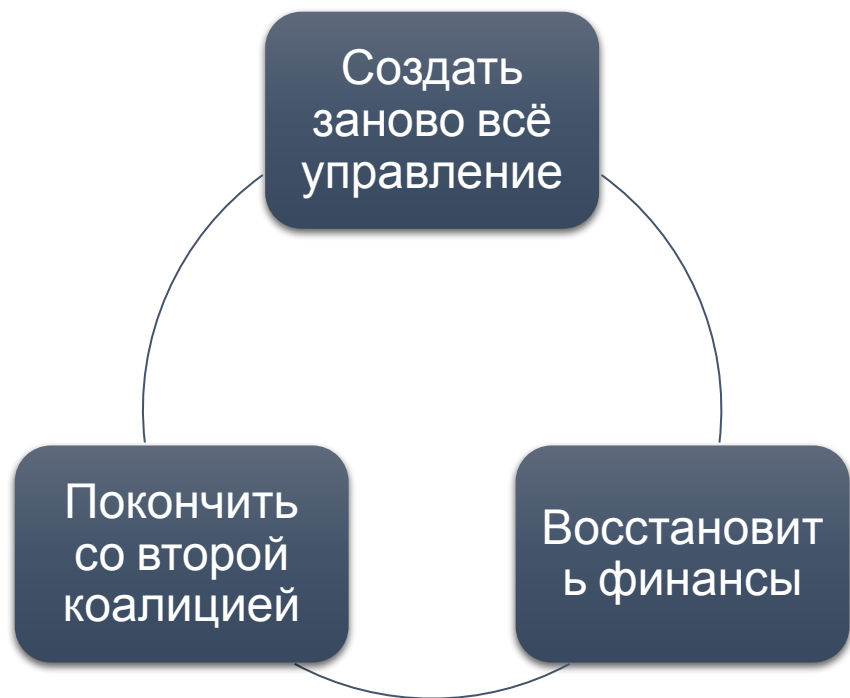 Создать
заново всё
управление
Покончить
со второй
коалицией
Восстановит
ь финансы